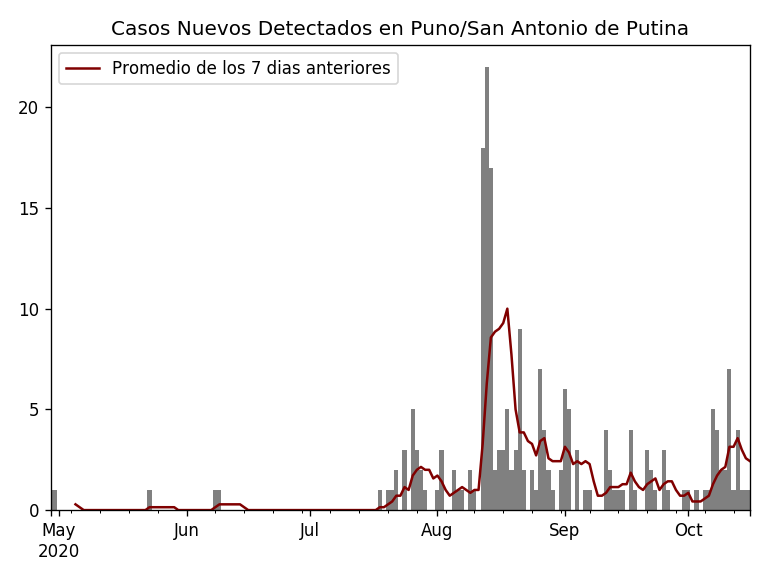 Casos Nuevos Detectados en Puno/San Antonio de Putina
Promedio de los 7 dias anteriores
20
15
10
5
0
May Jun Jul Aug Sep Oct
2020